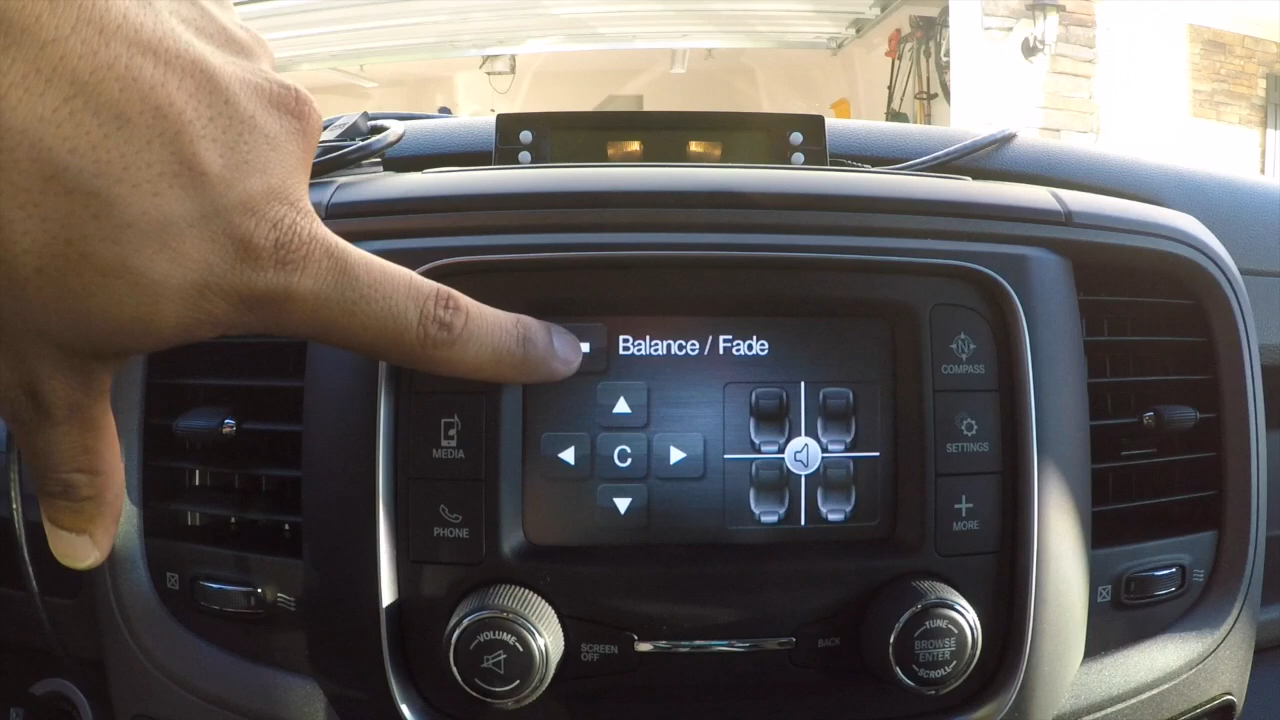 Balance / Fade
N
COMPASS
MEDIA
C
SETTINGS
PHONE
MORE
VOLUME
SCREEN
OFF
BACK
TUNE
BROWSE
ENTER
SCROLL